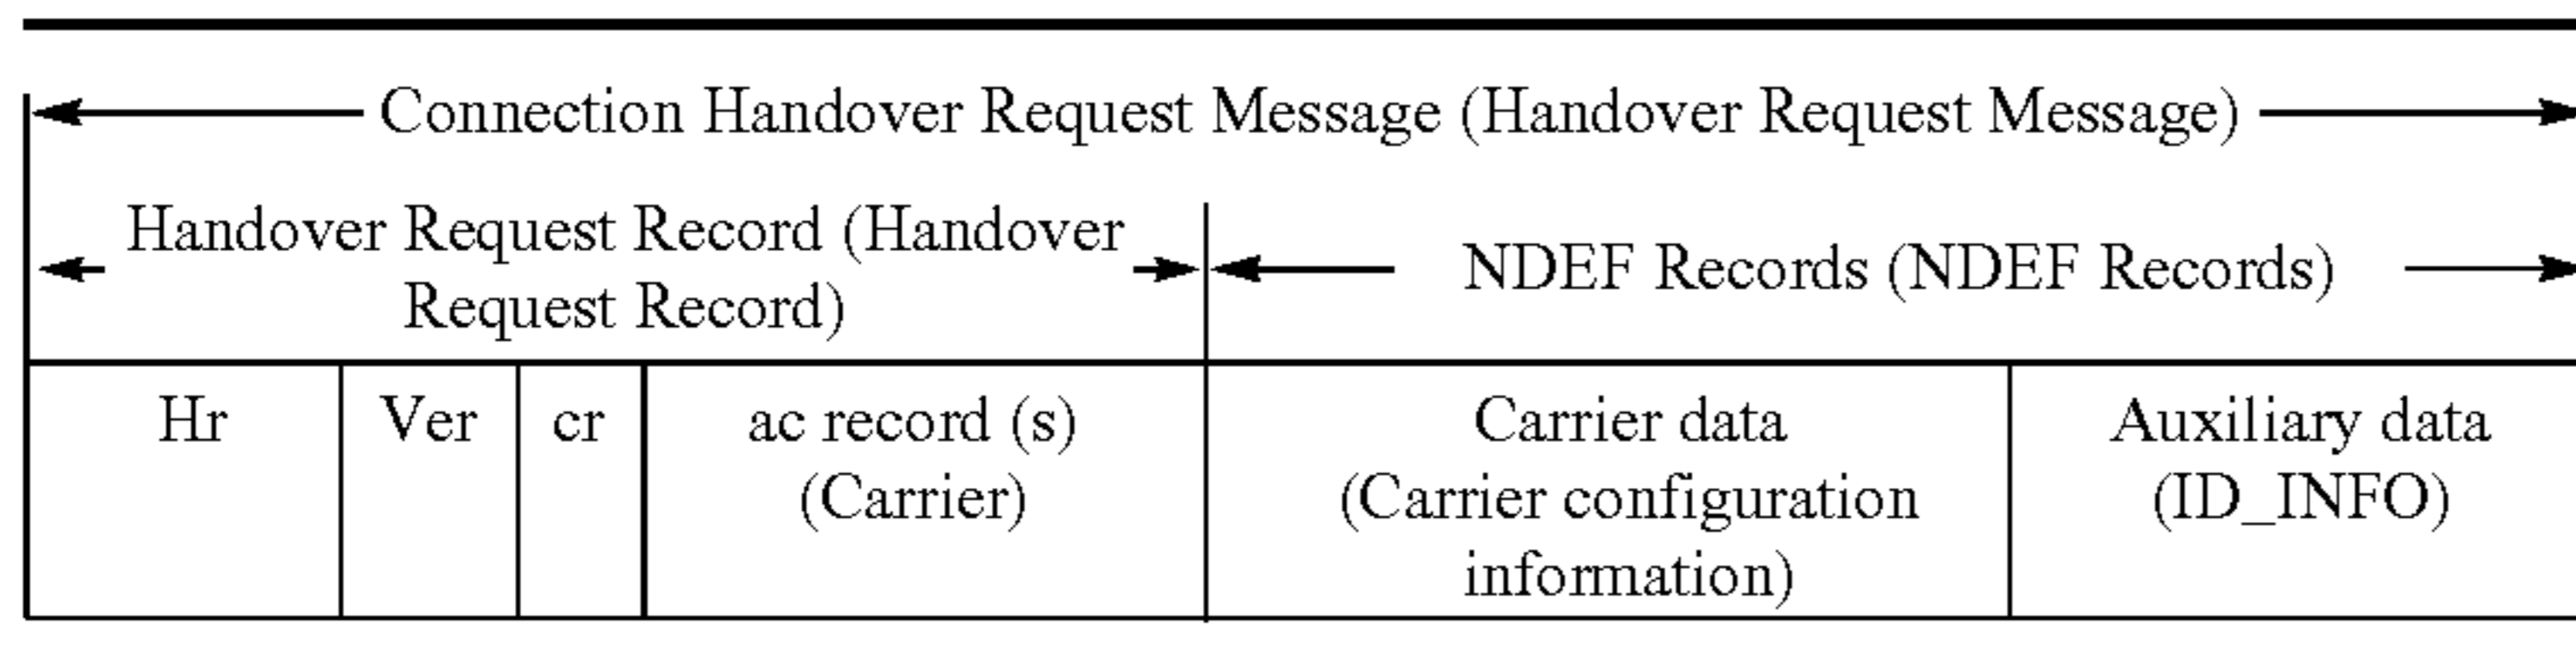 Connection Handover Request Message (Handover Request Message)
Handover Request Record (Handover
Request Record)
NDEF Records (NDEF Records)
Hr
Ver
cr
ac record (s)
(Carrier)
Carrier data
(Carrier configuration
information)
Auxiliary data
(ID_INFO)